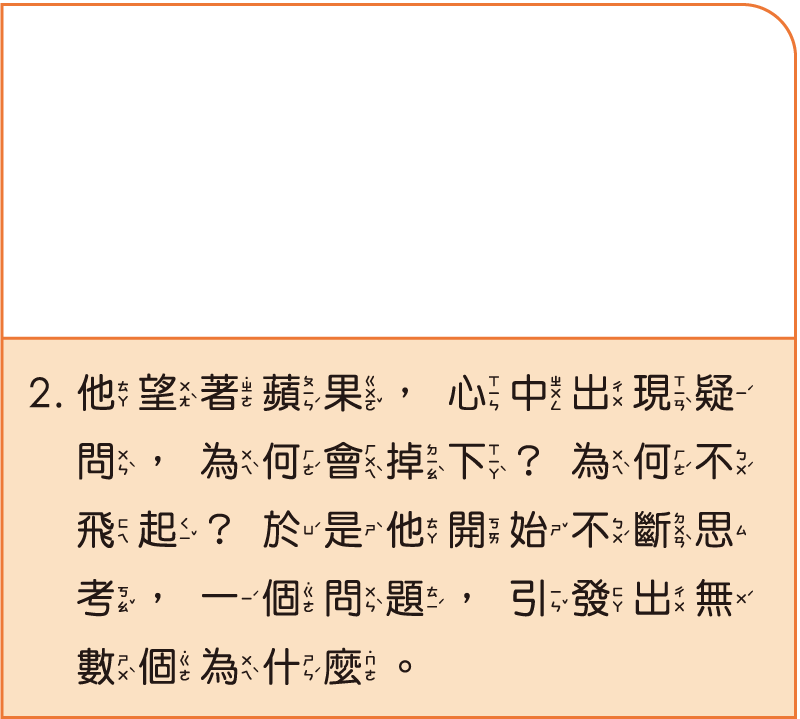 2. 他望著蘋果，心中出現疑
問，為何會掉下？為何不
飛起？於是他開始不斷思
考，一個問題，引發出無
數個為什麼。